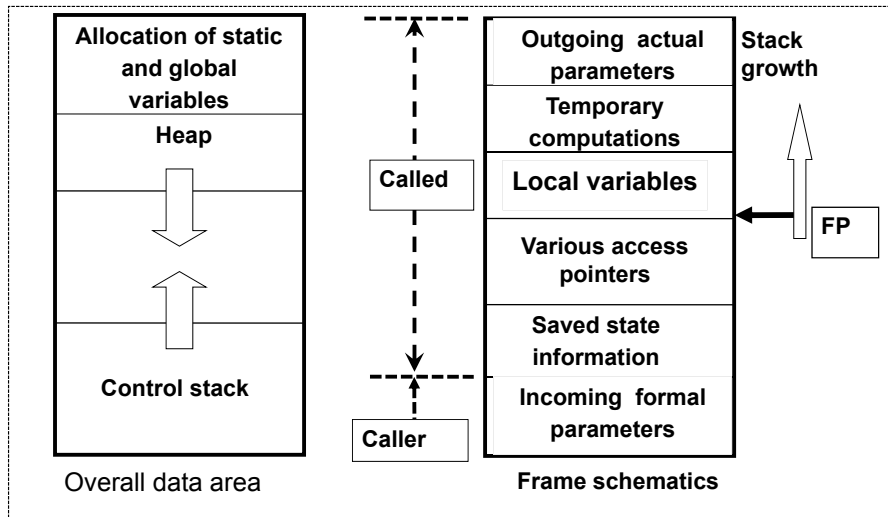 Allocation of static
and global
variables
Heap
Control stack
Overall data area
Called
Caller
Outgoing actual
parameters
Temporary
computations
Local variables
Various access
pointers
Saved state
information
Incoming formal
parameters
Frame schematics
Stack
growth
FP